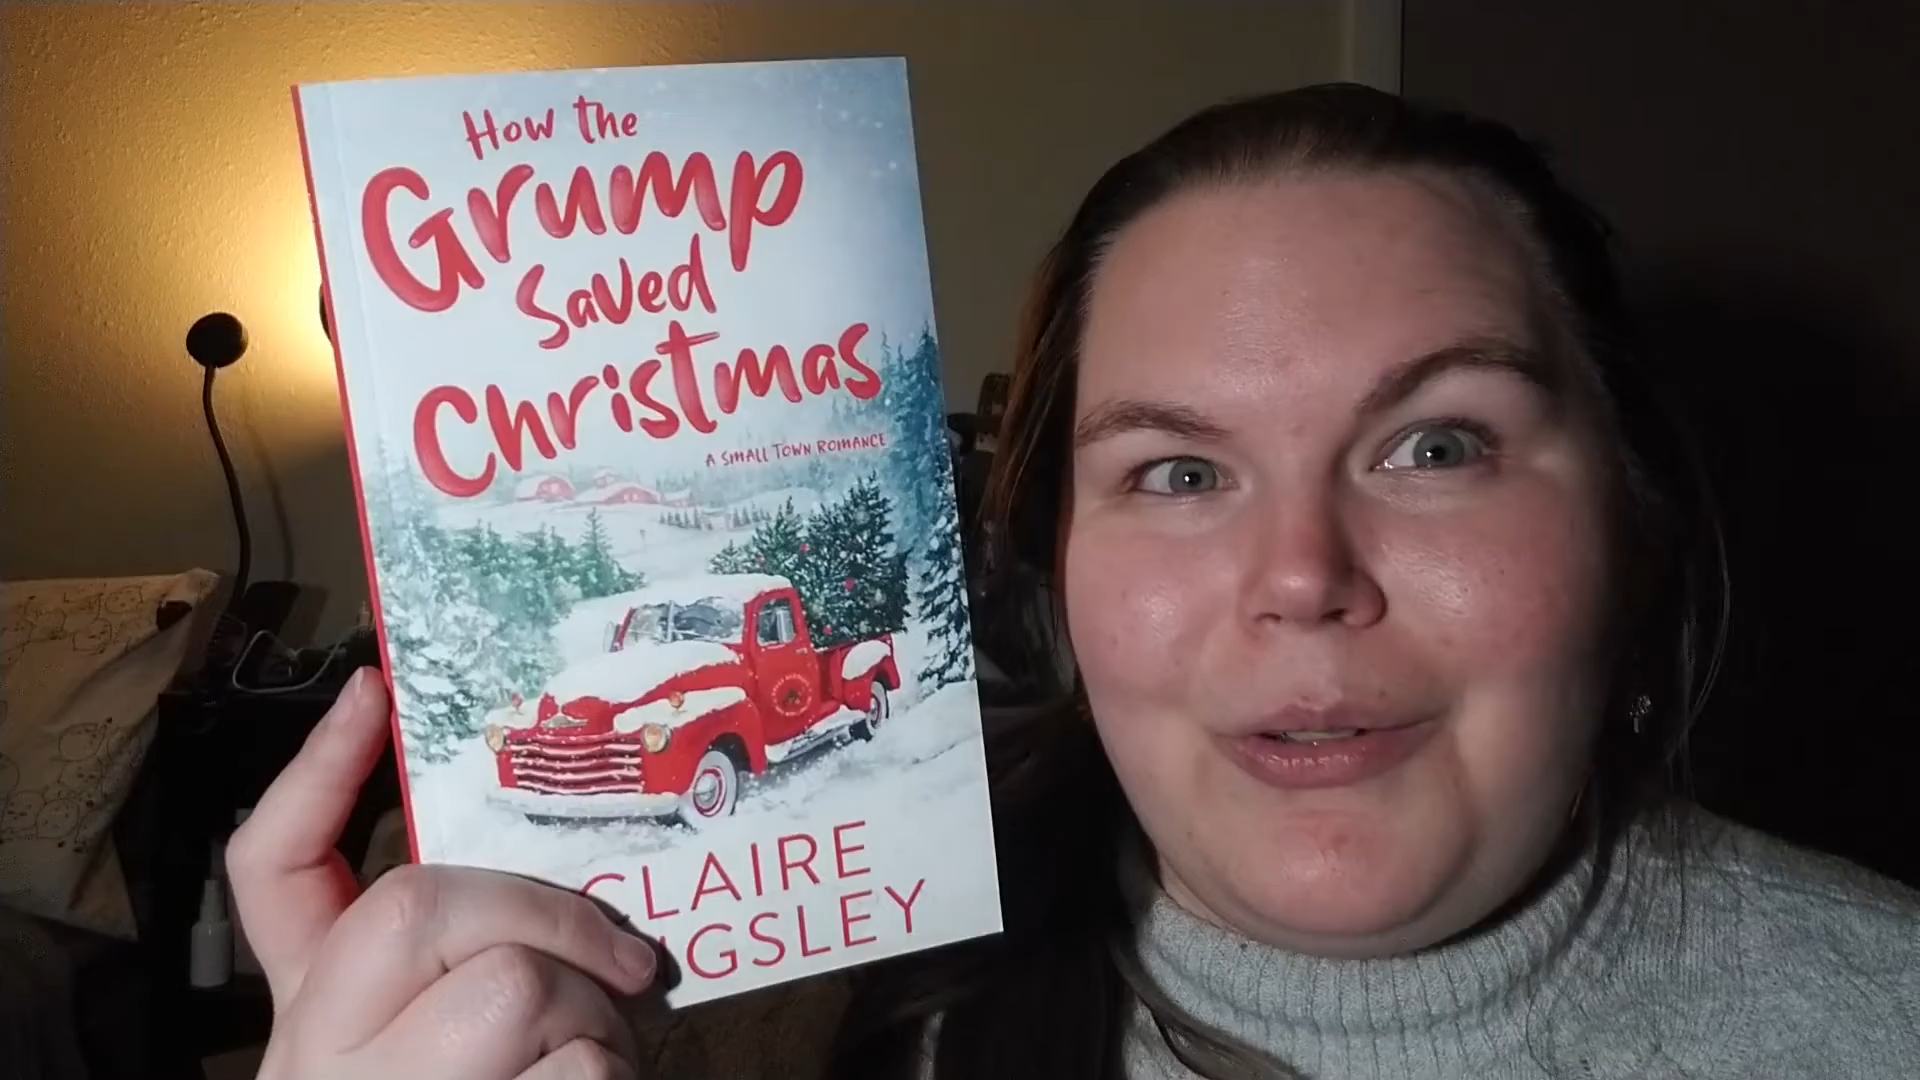 How the
Grump
Saved
Christmas
A SMALL TOWN ROMANCE
CLAIRE